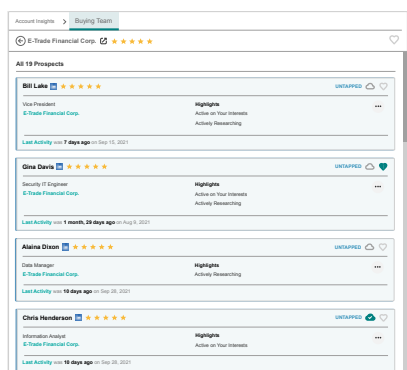 Account Insights > Buying Team
E-Trade Financial Corp.
All 19 Prospects
Bill Lake in UNTAPPED
Vice President Highlights
E-Trade Financial Corp. Active on Your Interests
Actively Researching
Last Activity was 7 days ago on Sep 15, 2021
Gina Davis in UNTAPPED
Security IT Engineer Highlights
E-Trade Financial Corp. Active on Your Interests
Actively Researching
Last Activity was 1 month, 29 days ago on Aug 6, 2021
Alaina Dixon in UNTAPPED
Data Manager Highlights
E-Trade Financial Corp. Actively Researching
Last Activity was 10 days ago on Sep 28, 2021
Chris Henderson in UNTAPPED
Information Analyst Highlights
E-Trade Financial Corp. Active on Your Interests
Last Activity was 10 days ago on Sep 28, 2021